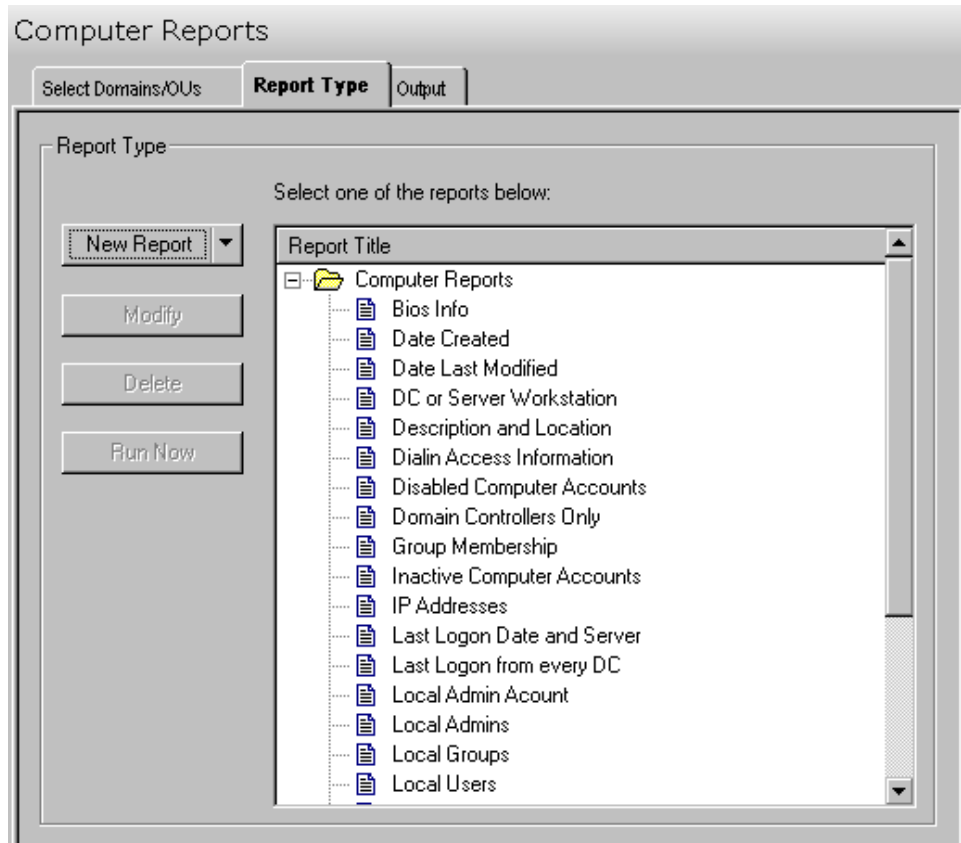 Computer Reports
Select Domains/OUs
Report Type
Output
Report Type
Select one of the reports below:
New Report
Modify
Delete
Run Now
Report Title
Computer Reports
Bios Info
Date Created
Date Last Modified
DC or Server Workstation
Description and Location
Dialin Access Information
Disabled Computer Accounts
Domain Controllers Only
Group Membership
Inactive Computer Accounts
IP Addresses
Last Logon Date and Server
Last Logon from every DC
Local Admin Acount
Local Admins
Local Groups
Local Users